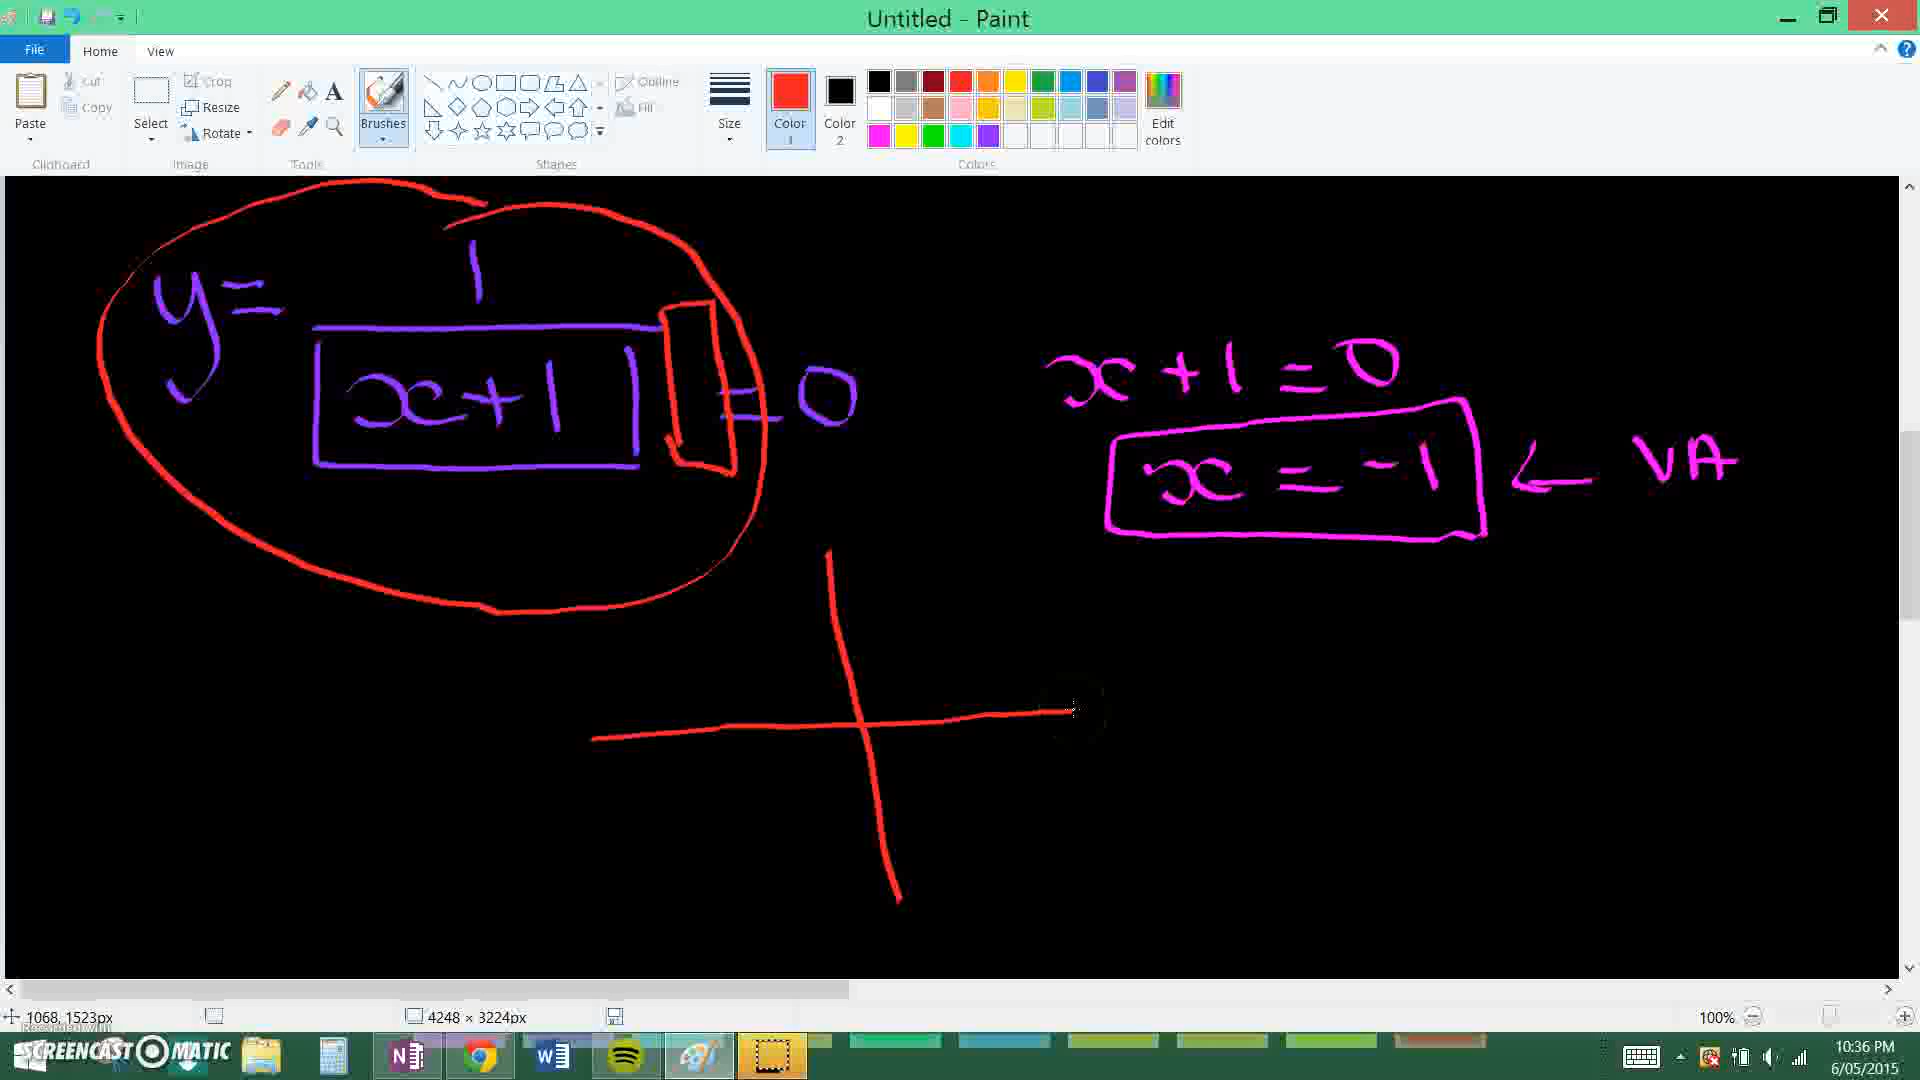 Untitled - Paint
File Home View
Paste
Cut
Copy
Clipboard
Select
Crop
Resize
Rotate
Image
A
Tools
Brushes
Outline
Fill
Shapes
Size
Color 1
Color 2
Edit colors
Colors
y = 1
x + 1 = 0
x + 1 = 0
x = -1 ← VA
1068, 1523px
4248 × 3224px
100%
SCREENCAST MATIC
10:36 PM
6/05/2015